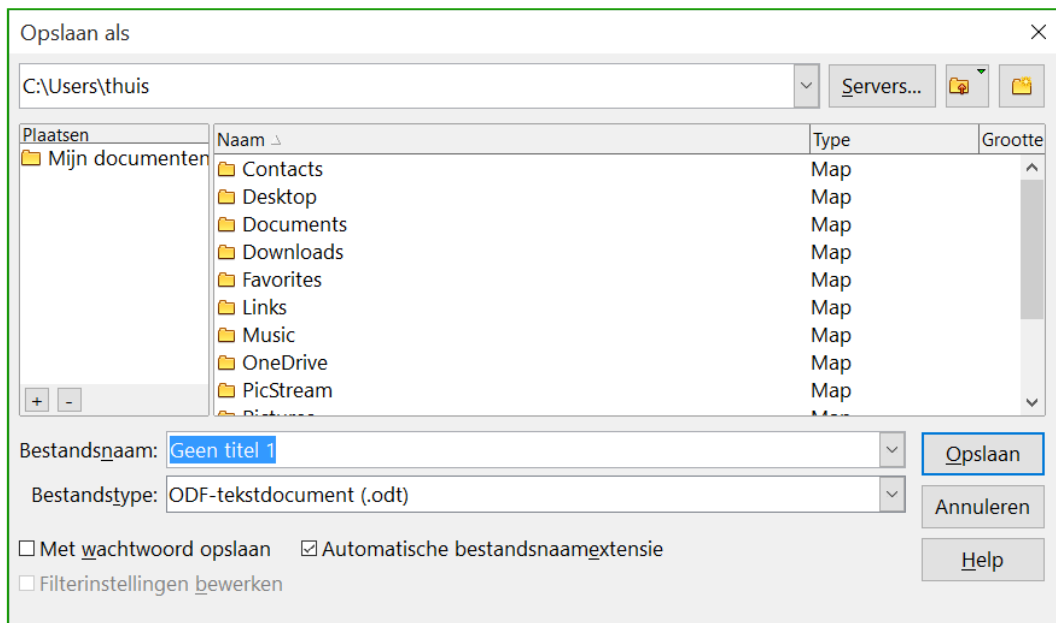 Opslaan als
C:\Users\thuis
Servers...
Plaatsen
Mijn documenten
+ -
Naam Type Grootte
Contacts Map
Desktop Map
Documents Map
Downloads Map
Favorites Map
Links Map
Music Map
OneDrive Map
PicStream Map
Bestandsnaam: Geen titel 1
Opslaan
Bestandstype: ODF-tekstdocument (.odt)
Annuleren
Met wachtwoord opslaan Automatische bestandsnaamextensie
Help
Filterinstellingen bewerken